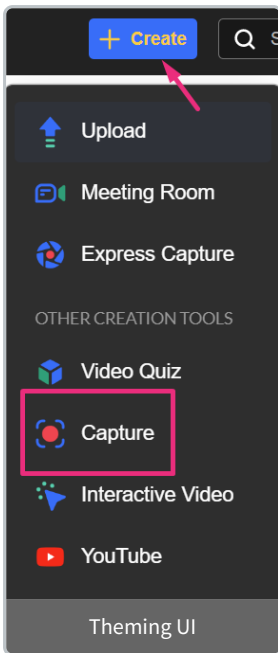 + Create
S
Upload
Meeting Room
Express Capture
OTHER CREATION TOOLS
Video Quiz
Capture
Interactive Video
YouTube
Theming UI